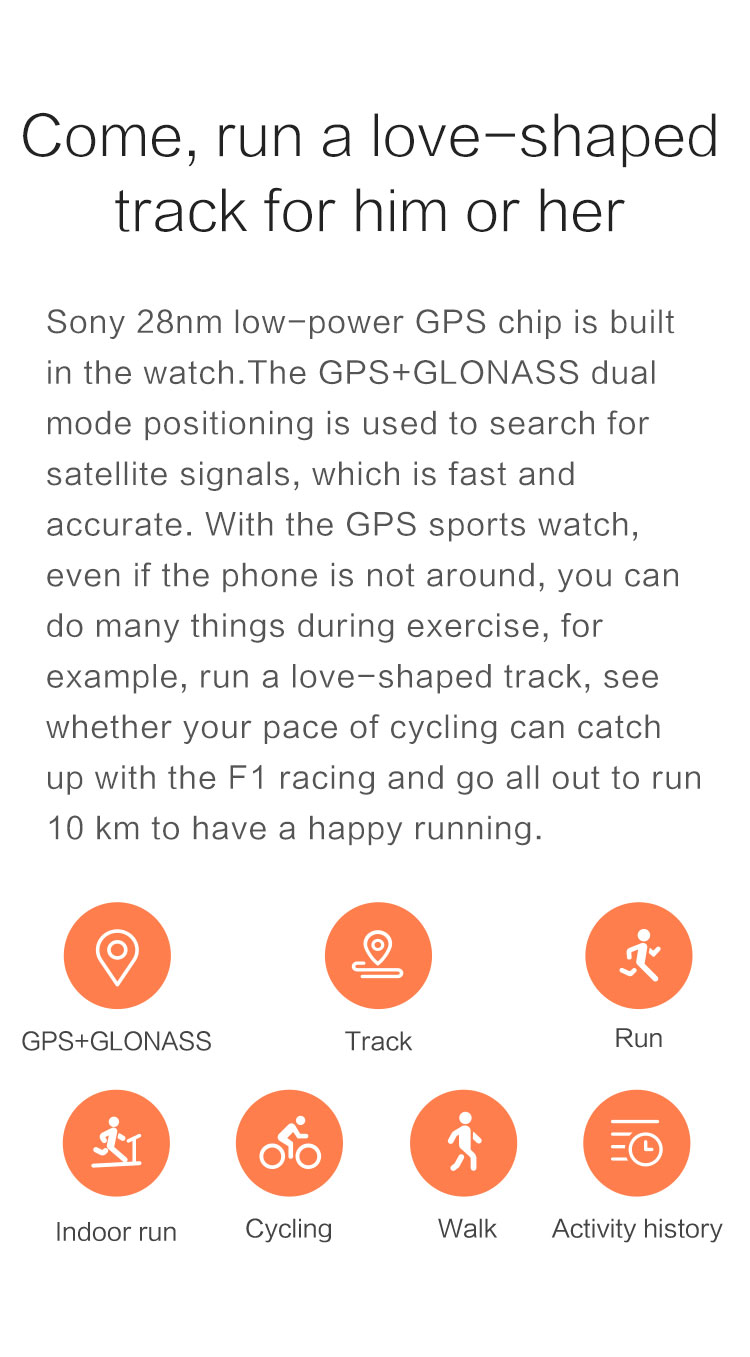 Come, run a love-shaped
track for him or her
Sony 28nm low-power GPS chip is built
in the watch.The GPS+GLONASS dual
mode positioning is used to search for
satellite signals, which is fast and
accurate. With the GPS sports watch,
even if the phone is not around, you can
do many things during exercise, for
example, run a love-shaped track, see
whether your pace of cycling can catch
up with the F1 racing and go all out to run
10 km to have a happy running.
GPS+GLONASS
Track
Run
Indoor run
Cycling
Walk
Activity history